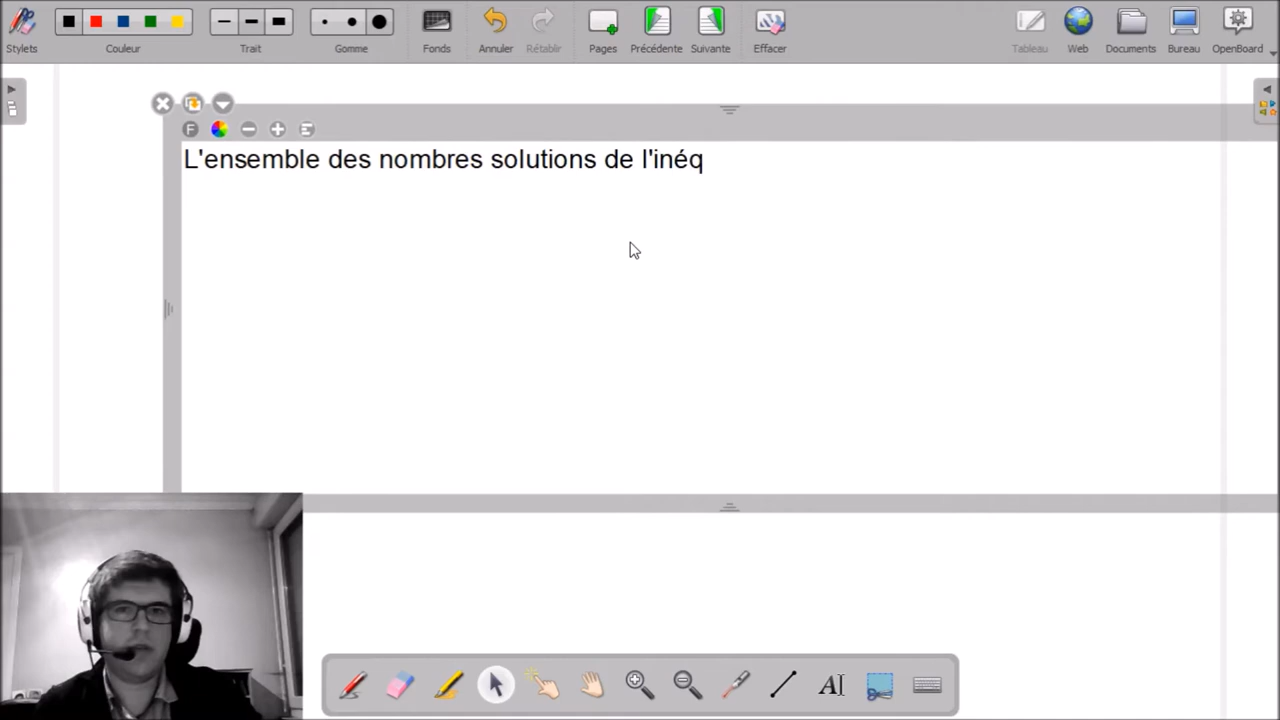 Stylets Couleur Trait Gomme Fonds Annuler Rétablir Pages Précédente Suivante Effacer Tableau Web Documents Bureau OpenBoard
F
L'ensemble des nombres solutions de l'inéq
AI